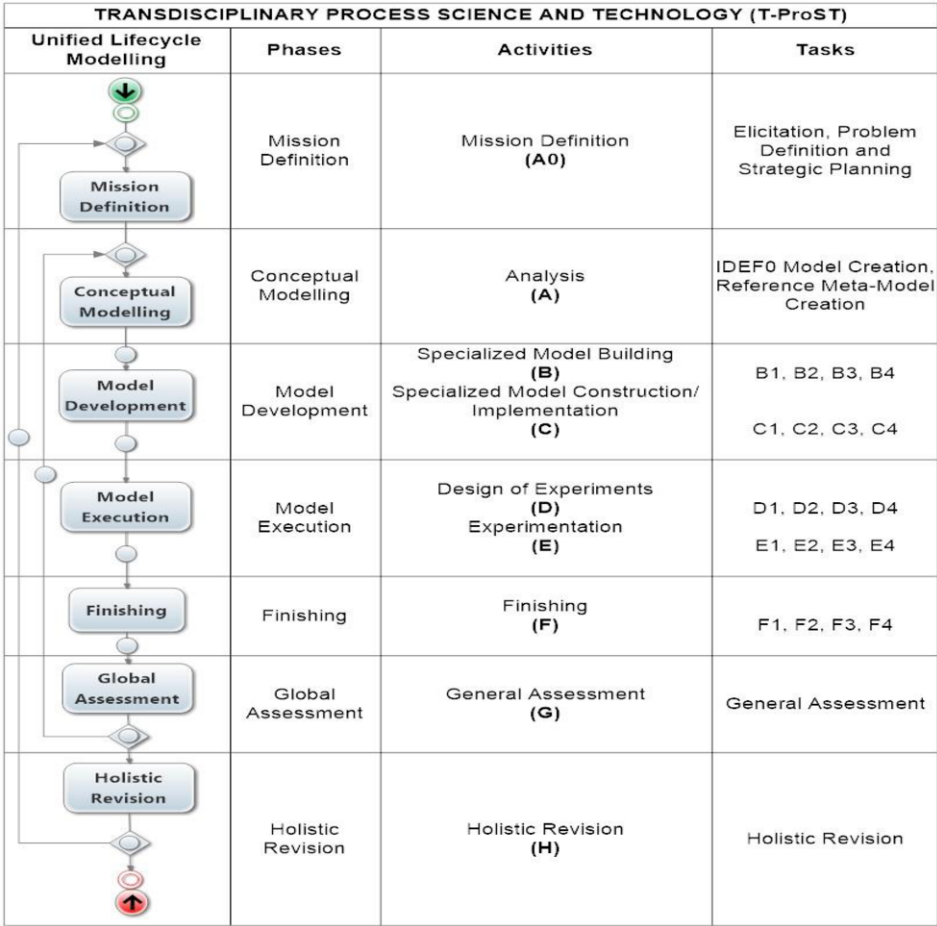 TRANSDISCIPLINARY PROCESS SCIENCE AND TECHNOLOGY (T-ProST)
Unified Lifecycle
Modelling
Phases
Activities
Tasks
Mission
Definition
Mission
Definition
Mission Definition
(A0)
Elicitation, Problem
Definition and
Strategic Planning
Conceptual
Modelling
Conceptual
Modelling
Analysis
(A)
IDEF0 Model Creation,
Reference Meta-Model
Creation
Model
Development
Model
Development
Specialized Model Building
(B)
Specialized Model Construction/
Implementation
(C)
B1, B2, B3, B4
C1, C2, C3, C4
Model
Execution
Model
Execution
Design of Experiments
(D)
Experimentation
(E)
D1, D2, D3, D4
E1, E2, E3, E4
Finishing
Finishing
Finishing
(F)
F1, F2, F3, F4
Global
Assessment
Global
Assessment
General Assessment
(G)
General Assessment
Holistic
Revision
Holistic
Revision
Holistic Revision
(H)
Holistic Revision